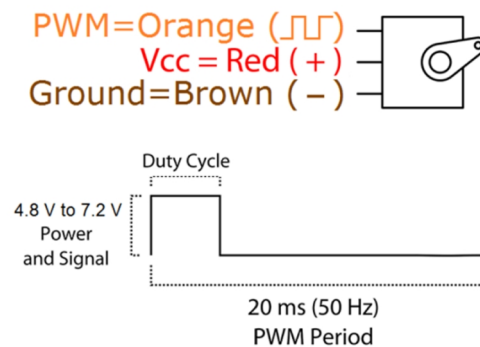 PWM=Orange (⎍⎍)
Vcc = Red ( + )
Ground=Brown ( − )
Duty Cycle
4.8 V to 7.2 V
Power
and Signal
20 ms (50 Hz)
PWM Period